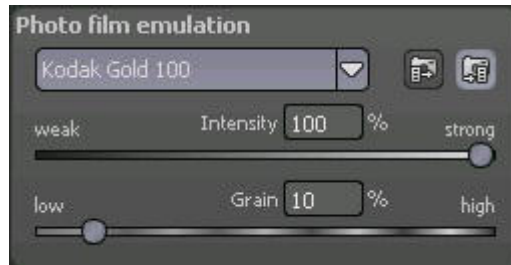 Photo film emulation
Kodak Gold 100
weak Intensity 100 % strong
low Grain 10 % high